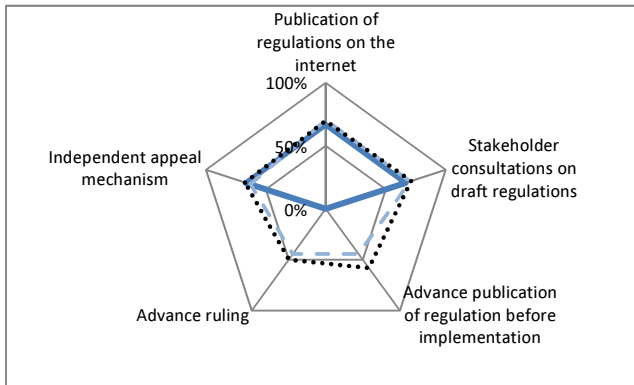 Publication of
regulations on the
internet
100%
50%
0%
Stakeholder
consultations on
draft regulations
Advance publication
of regulation before
implementation
Advance ruling
Independent appeal
mechanism